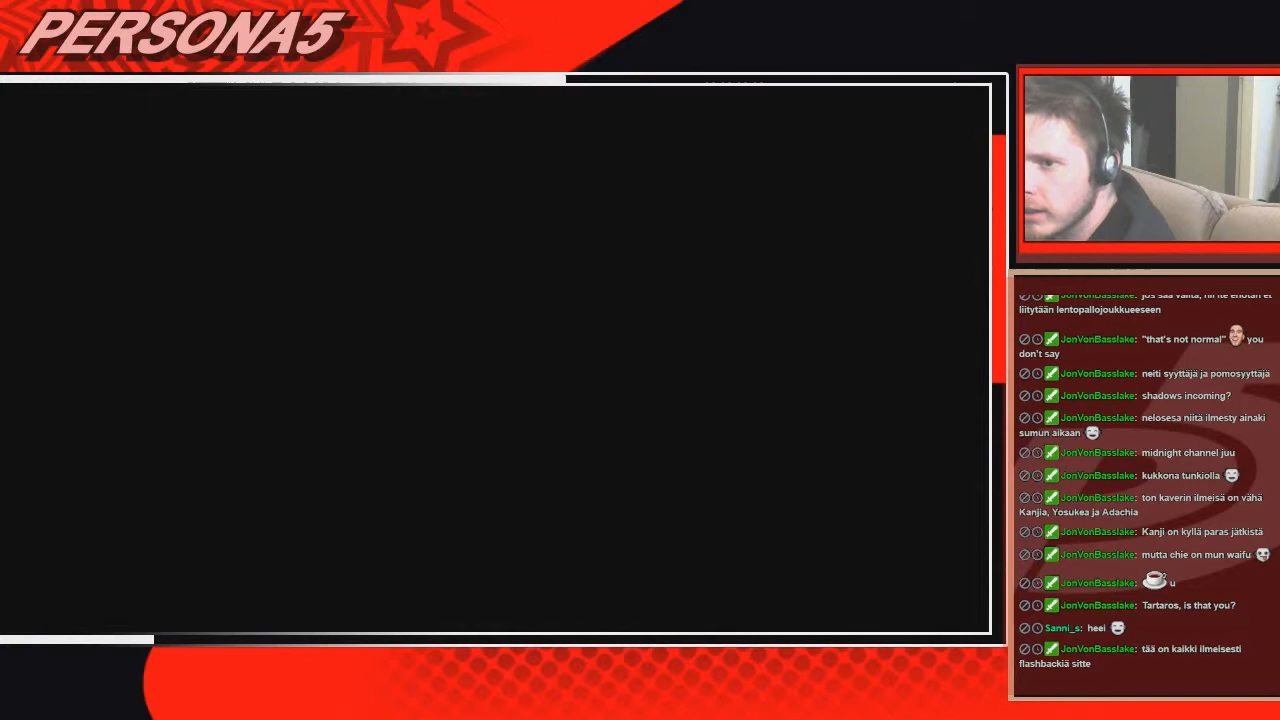 PERSONA5
JonVonBasslake: jos saa valita, nii ite ehotan et
liitytään lentopallojoukkueeseen
JonVonBasslake: "that's not normal" you
don't say
JonVonBasslake: neiti syyttäjä ja pomosyyttäjä
JonVonBasslake: shadows incoming?
JonVonBasslake: nelosesa niitä ilmesty ainaki
sumun aikaan
JonVonBasslake: midnight channel juu
JonVonBasslake: kukkona tunkiolla
JonVonBasslake: ton kaverin ilmeisä on vähä
Kanjia, Yosukea ja Adachia
JonVonBasslake: Kanji on kyllä paras jätkistä
JonVonBasslake: mutta chie on mun waifu
JonVonBasslake: u
JonVonBasslake: Tartaros, is that you?
Sanni_s: heei
JonVonBasslake: tää on kaikki ilmeisesti
flashbackiä sitte